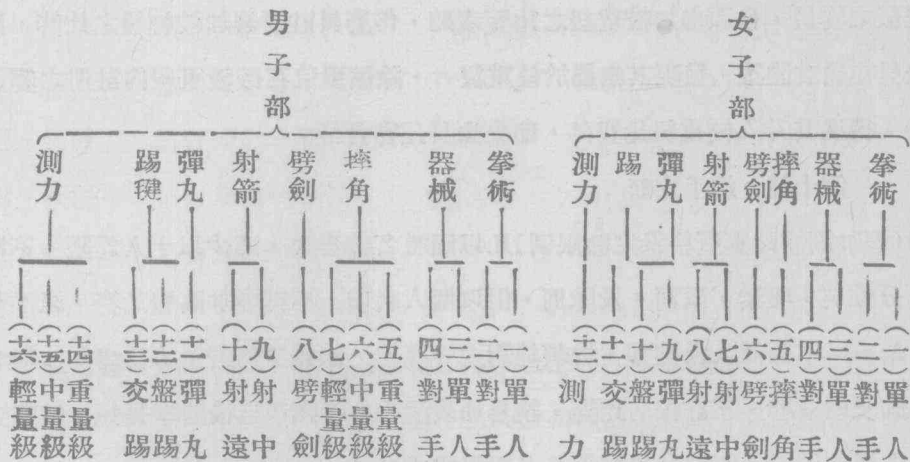 女子部
拳術
器械
摔角
劈劍
射箭
彈丸
踢
測力
(一)單人
(二)對手
(三)單人
(四)對手
(五)摔角
(六)劈劍
(七)射中
(八)射遠
(九)彈丸
(十)盤踢
(十一)交踢
(十二)測力
男子部
拳術
器械
摔角
劈劍
射箭
彈丸
踢毽
測力
(一)單人
(二)對手
(三)單人
(四)對手
(五)重量級
(六)中量級
(七)輕量級
(八)劈劍
(九)射中
(十)射遠
(十一)彈丸
(十二)盤踢
(十三)交踢
(十四)重量級
(十五)中量級
(十六)輕量級